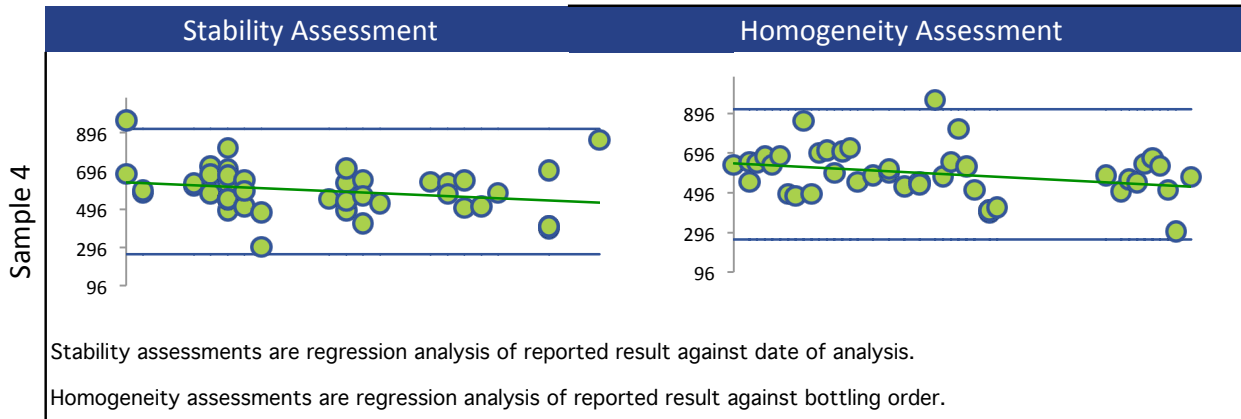 Stability Assessment
Homogeneity Assessment
Sample 4
896
696
496
296
96
896
696
496
296
96
Stability assessments are regression analysis of reported result against date of analysis.
Homogeneity assessments are regression analysis of reported result against bottling order.